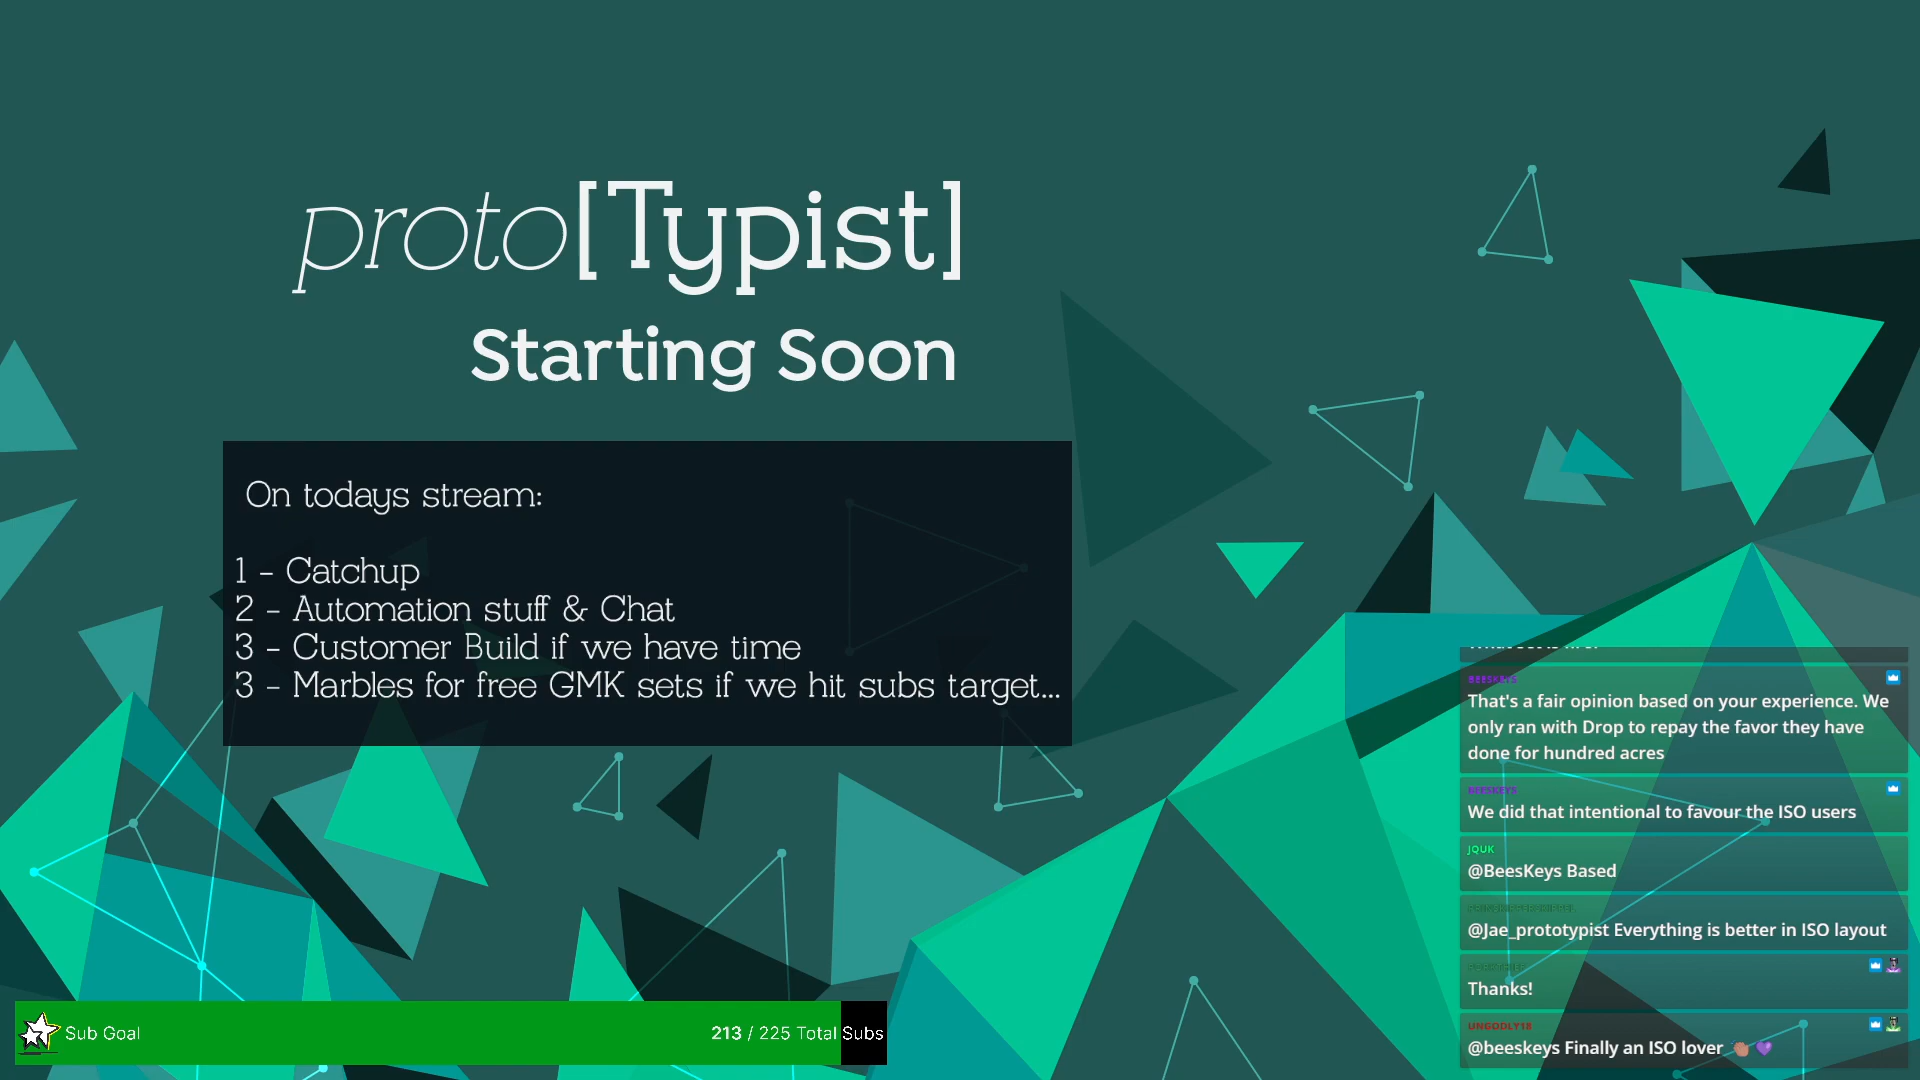 proto[Typist]
Starting Soon
On todays stream:
1 - Catchup
2 - Automation stuff & Chat
3 - Customer Build if we have time
3 - Marbles for free GMK sets if we hit subs target...
BEESKEYS
That's a fair opinion based on your experience. We
only ran with Drop to repay the favor they have
done for hundred acres
BEESKEYS
We did that intentional to favour the ISO users
JQUK
@BeesKeys Based
@Jae_prototypist Everything is better in ISO layout
Thanks!
UNGODLY18
@beeskeys Finally an ISO lover 👏🏽 💜
Sub Goal
213 / 225 Total Subs